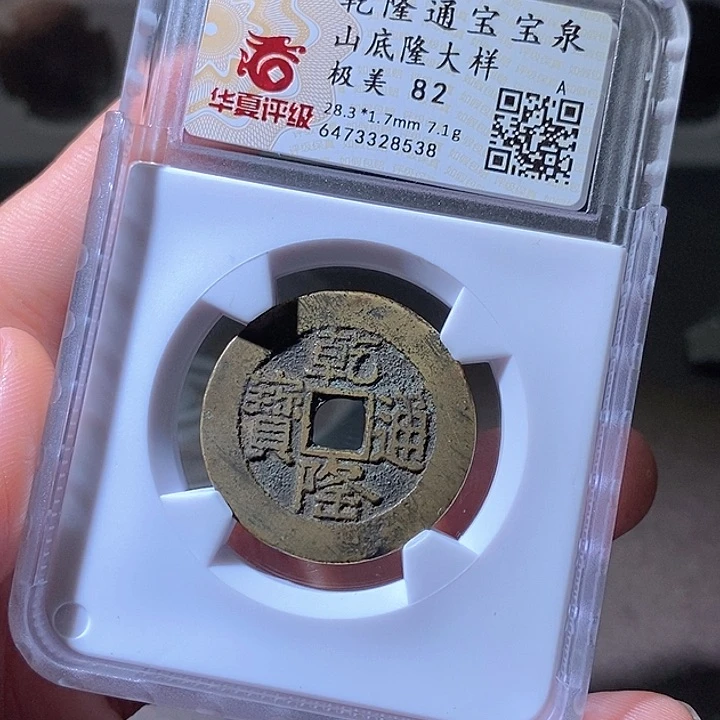 乾隆通宝宝泉
山底隆大样
极美 82
A
28.3*1.7mm 7.1g
6473328538
华夏评级
乾隆通寶